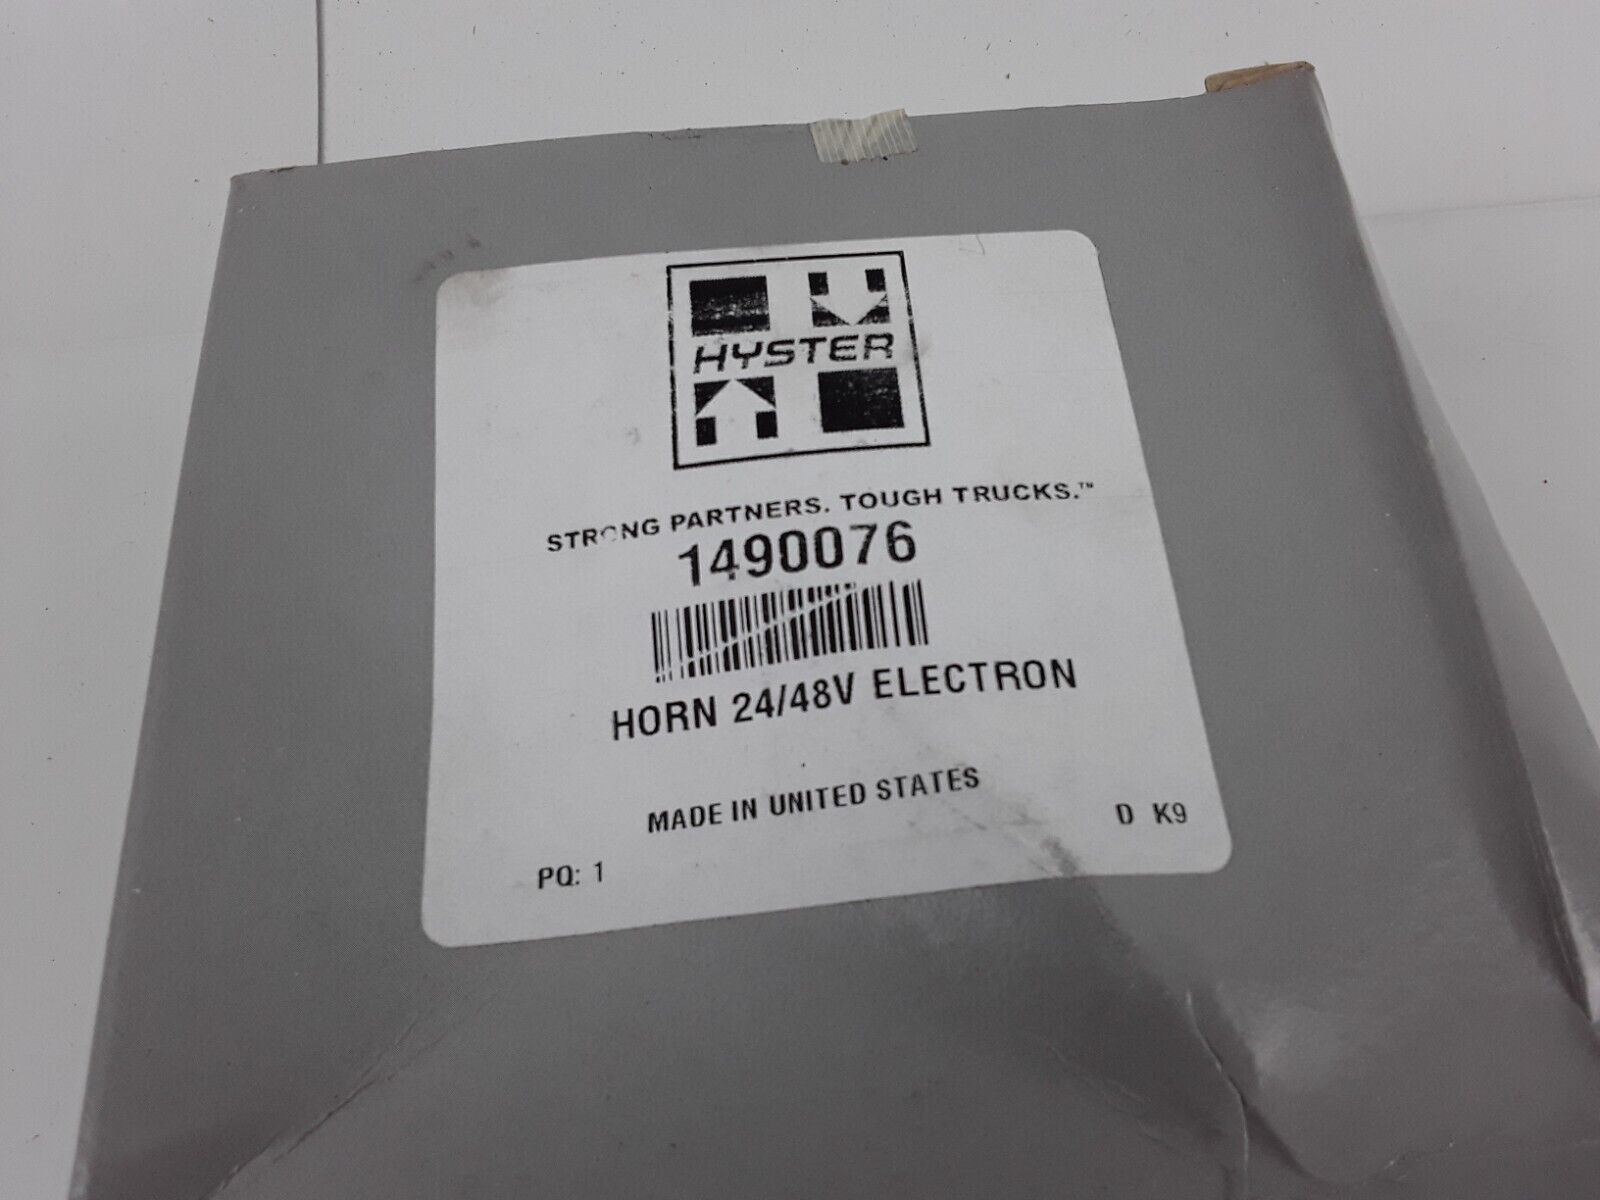 HYSTER
STRONG PARTNERS. TOUGH TRUCKS.™
1490076
HORN 24/48V ELECTRON
MADE IN UNITED STATES
D K9
PQ: 1